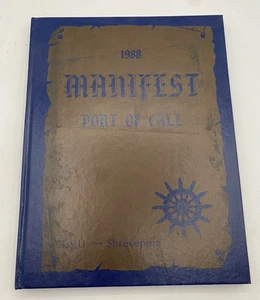 1988
MANIFEST
PORT OF CALL
LSU — Shreveport